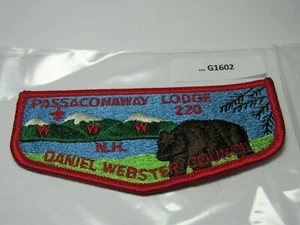 ... G1602
PASSACONAWAY LODGE
220
W W W
N.H.
DANIEL WEBSTER COUNCIL